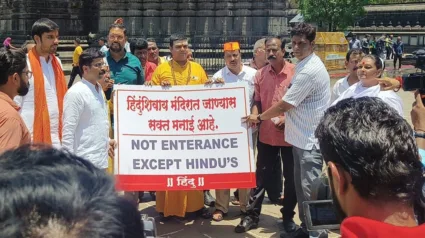 हिंदूंशिवाय मंदिरात जाण्यास
सक्त मनाई आहे.
NOT ENTERANCE
EXCEPT HINDU'S
|| हिंदु ||